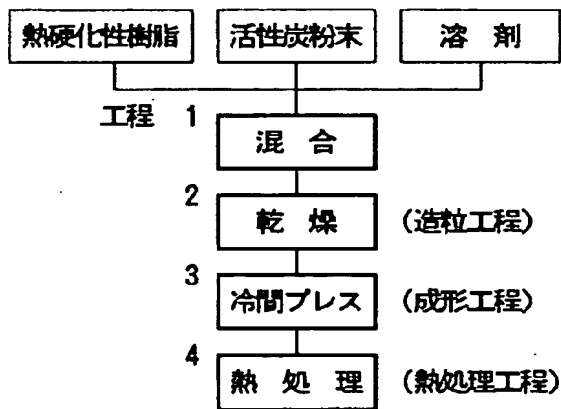 熱硬化性樹脂 活性炭粉末 溶剤
工程 1
混合
2
乾燥 (造粒工程)
3
冷間プレス (成形工程)
4
熱処理 (熱処理工程)